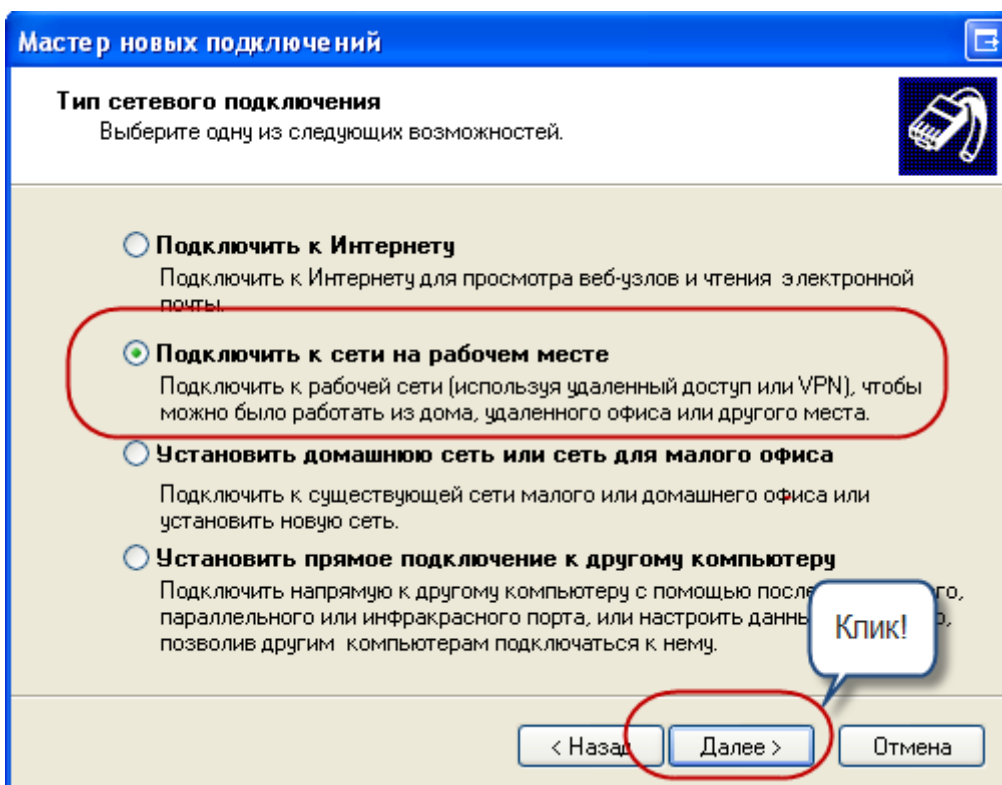 Мастер новых подключений
Тип сетевого подключения
Выберите одну из следующих возможностей.
Подключить к Интернету
Подключить к Интернету для просмотра веб-узлов и чтения электронной
почты.
Подключить к сети на рабочем месте
Подключить к рабочей сети (используя удаленный доступ или VPN), чтобы
можно было работать из дома, удаленного офиса или другого места.
Установить домашнюю сеть или сеть для малого офиса
Подключить к существующей сети малого или домашнего офиса или
установить новую сеть.
Установить прямое подключение к другому компьютеру
Подключить напрямую к другому компьютеру с помощью
параллельного или инфракрасного порта, или настроить
позволив другим компьютерам подключаться к нему.
Клик!
< Назад
Далее >
Отмена